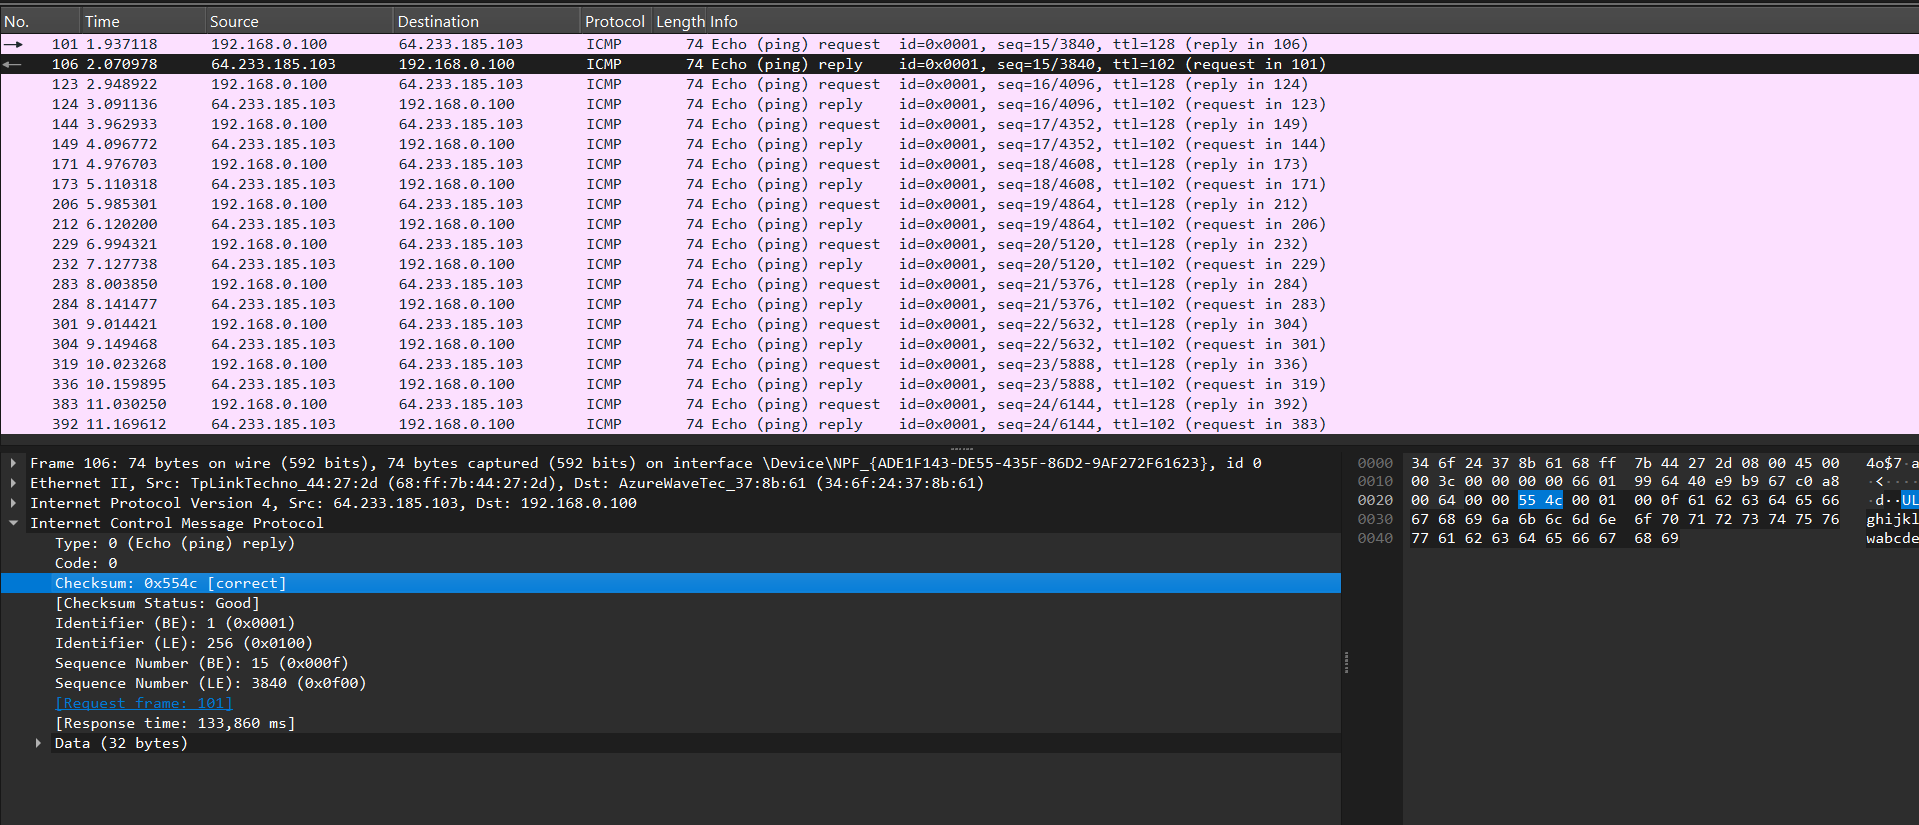 No. Time Source Destination Protocol Length Info
101 1.937118 192.168.0.100 64.233.185.103 ICMP 74 Echo (ping) request id=0x0001, seq=15/3840, ttl=128 (reply in 106)
106 2.070978 64.233.185.103 192.168.0.100 ICMP 74 Echo (ping) reply id=0x0001, seq=15/3840, ttl=102 (request in 101)
123 2.948922 192.168.0.100 64.233.185.103 ICMP 74 Echo (ping) request id=0x0001, seq=16/4096, ttl=128 (reply in 124)
124 3.091136 64.233.185.103 192.168.0.100 ICMP 74 Echo (ping) reply id=0x0001, seq=16/4096, ttl=102 (request in 123)
144 3.962933 192.168.0.100 64.233.185.103 ICMP 74 Echo (ping) request id=0x0001, seq=17/4352, ttl=128 (reply in 149)
149 4.096772 64.233.185.103 192.168.0.100 ICMP 74 Echo (ping) reply id=0x0001, seq=17/4352, ttl=102 (request in 144)
171 4.976703 192.168.0.100 64.233.185.103 ICMP 74 Echo (ping) request id=0x0001, seq=18/4608, ttl=128 (reply in 173)
173 5.110318 64.233.185.103 192.168.0.100 ICMP 74 Echo (ping) reply id=0x0001, seq=18/4608, ttl=102 (request in 171)
206 5.985301 192.168.0.100 64.233.185.103 ICMP 74 Echo (ping) request id=0x0001, seq=19/4864, ttl=128 (reply in 212)
212 6.120200 64.233.185.103 192.168.0.100 ICMP 74 Echo (ping) reply id=0x0001, seq=19/4864, ttl=102 (request in 206)
229 6.994321 192.168.0.100 64.233.185.103 ICMP 74 Echo (ping) request id=0x0001, seq=20/5120, ttl=128 (reply in 232)
232 7.127738 64.233.185.103 192.168.0.100 ICMP 74 Echo (ping) reply id=0x0001, seq=20/5120, ttl=102 (request in 229)
283 8.003850 192.168.0.100 64.233.185.103 ICMP 74 Echo (ping) request id=0x0001, seq=21/5376, ttl=128 (reply in 284)
284 8.141477 64.233.185.103 192.168.0.100 ICMP 74 Echo (ping) reply id=0x0001, seq=21/5376, ttl=102 (request in 283)
301 9.014421 192.168.0.100 64.233.185.103 ICMP 74 Echo (ping) request id=0x0001, seq=22/5632, ttl=128 (reply in 304)
304 9.149468 64.233.185.103 192.168.0.100 ICMP 74 Echo (ping) reply id=0x0001, seq=22/5632, ttl=102 (request in 301)
319 10.023268 192.168.0.100 64.233.185.103 ICMP 74 Echo (ping) request id=0x0001, seq=23/5888, ttl=128 (reply in 336)
336 10.159895 64.233.185.103 192.168.0.100 ICMP 74 Echo (ping) reply id=0x0001, seq=23/5888, ttl=102 (request in 319)
383 11.030250 192.168.0.100 64.233.185.103 ICMP 74 Echo (ping) request id=0x0001, seq=24/6144, ttl=128 (reply in 392)
392 11.169612 64.233.185.103 192.168.0.100 ICMP 74 Echo (ping) reply id=0x0001, seq=24/6144, ttl=102 (request in 383)
Frame 106: 74 bytes on wire (592 bits), 74 bytes captured (592 bits) on interface \Device\NPF_{ADE1F143-DE55-435F-86D2-9AF272F61623}, id 0
Ethernet II, Src: TpLinkTechno_44:27:2d (68:ff:7b:44:27:2d), Dst: AzureWaveTec_37:8b:61 (34:6f:24:37:8b:61)
Internet Protocol Version 4, Src: 64.233.185.103, Dst: 192.168.0.100
Internet Control Message Protocol
Type: 0 (Echo (ping) reply)
Code: 0
Checksum: 0x554c [correct]
[Checksum Status: Good]
Identifier (BE): 1 (0x0001)
Identifier (LE): 256 (0x0100)
Sequence Number (BE): 15 (0x000f)
Sequence Number (LE): 3840 (0x0f00)
[Request frame: 101]
[Response time: 133,860 ms]
Data (32 bytes)
0000 34 6f 24 37 8b 61 68 ff 7b 44 27 2d 08 00 45 00 4o$7·a
0010 00 3c 00 00 00 00 66 01 99 64 40 e9 b9 67 c0 a8 ·<····
0020 00 64 00 00 55 4c 00 01 00 0f 61 62 63 64 65 66 ·d··UL
0030 67 68 69 6a 6b 6c 6d 6e 6f 70 71 72 73 74 75 76 ghijkl
0040 77 61 62 63 64 65 66 67 68 69 wabcde